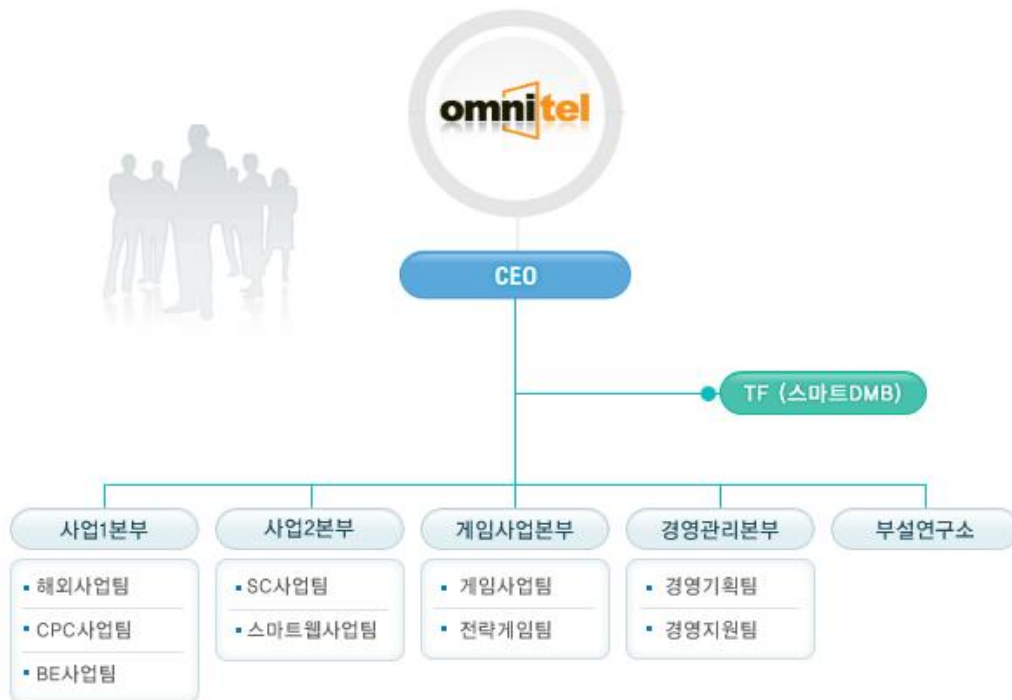 omnitel
CEO
TF (스마트DMB)
사업1본부
해외사업팀
CPC사업팀
BE사업팀
사업2본부
SC사업팀
스마트웹사업팀
게임사업본부
게임사업팀
전략게임팀
경영관리본부
경영기획팀
경영지원팀
부설연구소